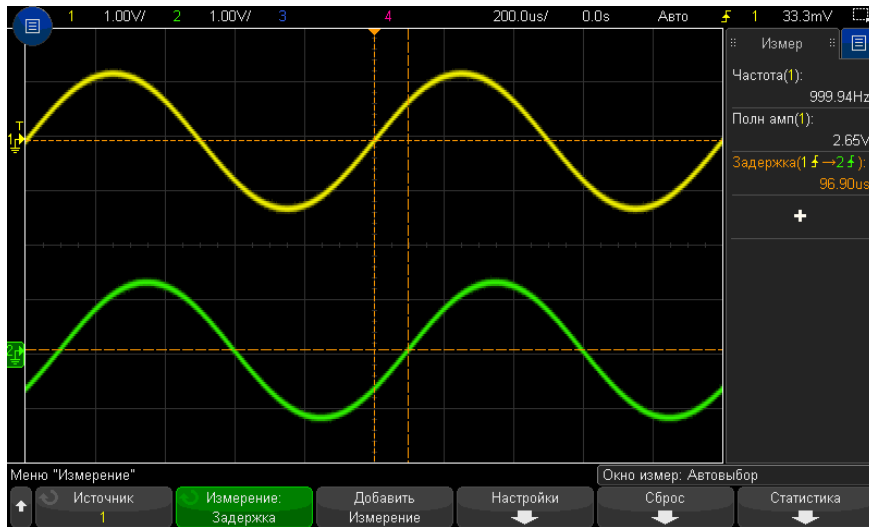 1 1.00V/ 2 1.00V/ 3 4 200.0us/ 0.0s Авто 1 33.3mV
Измер
Частота(1):
999.94Hz
Полн амп(1):
2.65V
Задержка(1→2):
96.90us
+
T
1
2
Меню "Измерение"
Окно измер: Автовыбор
Источник
1
Измерение:
Задержка
Добавить
Измерение
Настройки
Сброс
Статистика